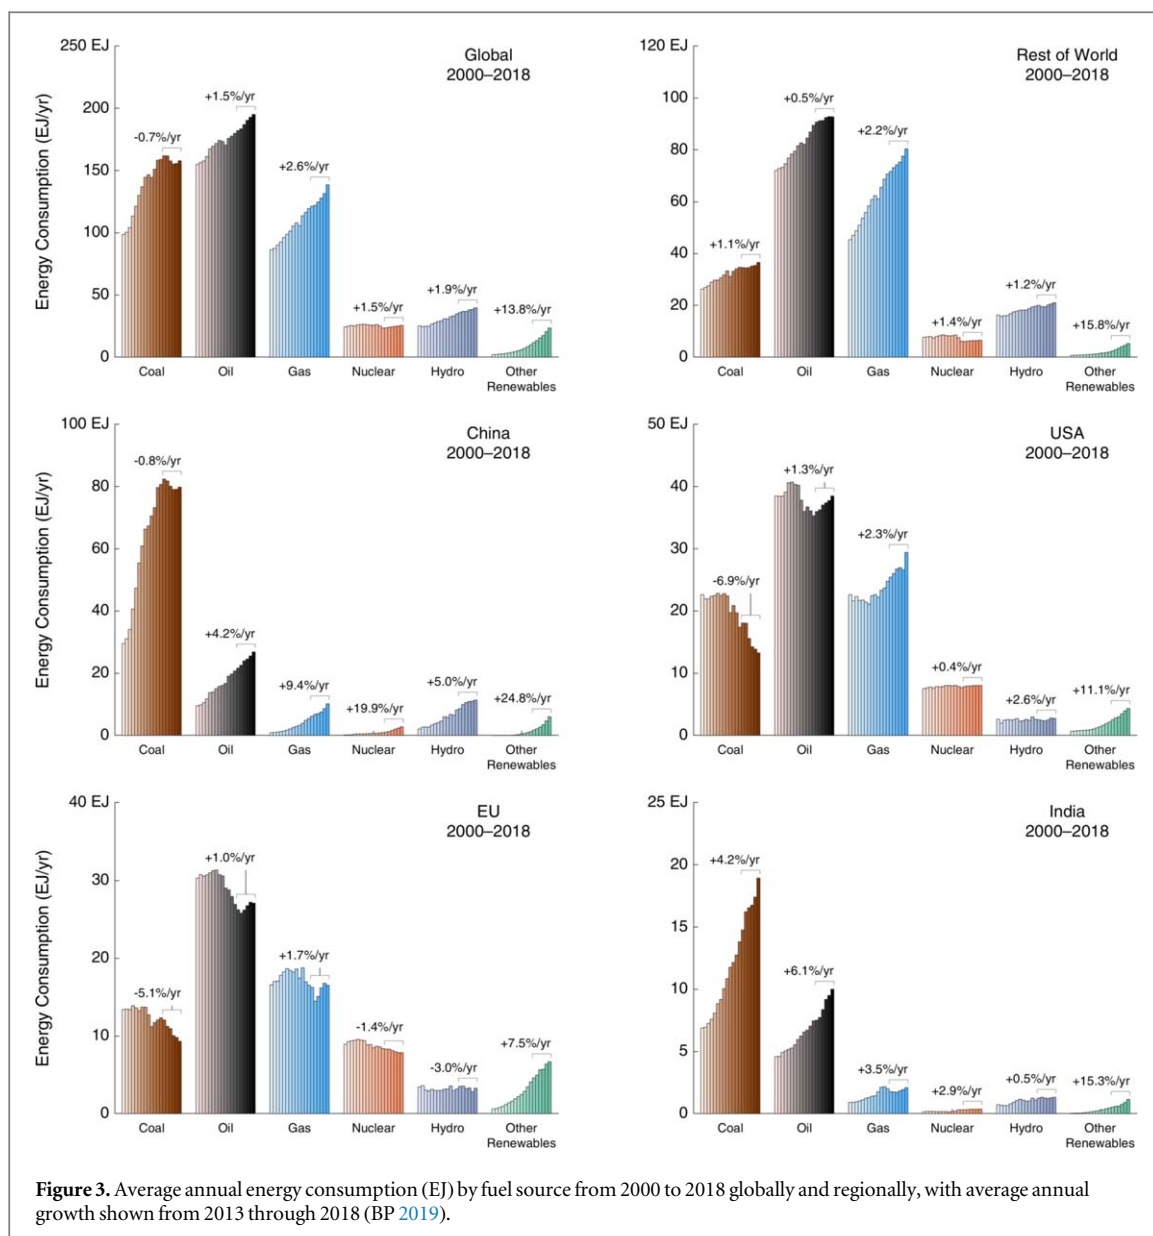 250 EJ
200
150
100
50
0
Energy Consumption (EJ/yr)
Global
2000–2018
-0.7%/yr
+1.5%/yr
+2.6%/yr
+1.5%/yr
+1.9%/yr
+13.8%/yr
Coal
Oil
Gas
Nuclear
Hydro
Other
Renewables
120 EJ
100
80
60
40
20
0
Rest of World
2000–2018
+1.1%/yr
+0.5%/yr
+2.2%/yr
+1.4%/yr
+1.2%/yr
+15.8%/yr
Coal
Oil
Gas
Nuclear
Hydro
Other
Renewables
100 EJ
80
60
40
20
0
Energy Consumption (EJ/yr)
China
2000–2018
-0.8%/yr
+4.2%/yr
+9.4%/yr
+19.9%/yr
+5.0%/yr
+24.8%/yr
Coal
Oil
Gas
Nuclear
Hydro
Other
Renewables
50 EJ
40
30
20
10
0
USA
2000–2018
-6.9%/yr
+1.3%/yr
+2.3%/yr
+0.4%/yr
+2.6%/yr
+11.1%/yr
Coal
Oil
Gas
Nuclear
Hydro
Other
Renewables
40 EJ
30
20
10
0
Energy Consumption (EJ/yr)
EU
2000–2018
-5.1%/yr
+1.0%/yr
+1.7%/yr
-1.4%/yr
-3.0%/yr
+7.5%/yr
Coal
Oil
Gas
Nuclear
Hydro
Other
Renewables
25 EJ
20
15
10
5
0
India
2000–2018
+4.2%/yr
+6.1%/yr
+3.5%/yr
+2.9%/yr
+0.5%/yr
+15.3%/yr
Coal
Oil
Gas
Nuclear
Hydro
Other
Renewables
Figure 3. Average annual energy consumption (EJ) by fuel source from 2000 to 2018 globally and regionally, with average annual
growth shown from 2013 through 2018 (BP 2019).